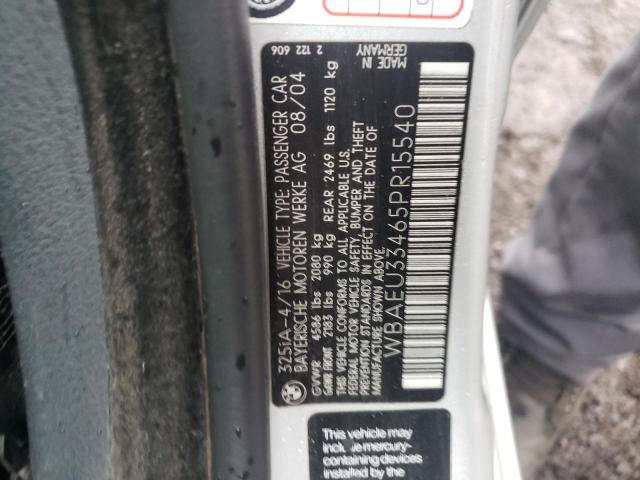 3251A-4/16 VEHICLE TYPE: PASSENGER CAR
BAYERISCHE MOTOREN WERKE AG 08/04
GVWR 4586 lbs 2080 kg
GAWR FRONT 2183 lbs 990 kg REAR 2469 lbs 1120 kg
THIS VEHICLE CONFORMS TO ALL APPLICABLE U.S.
FEDERAL MOTOR VEHICLE SAFETY, BUMPER AND THEFT
PREVENTION STANDARDS IN EFFECT ON THE DATE OF
MANUFACTURE SHOWN ABOVE.
WBAEU33465PR15540
2 122 606
MADE IN
GERMANY
This vehicle may
include mercury-
containing devices
installed by the